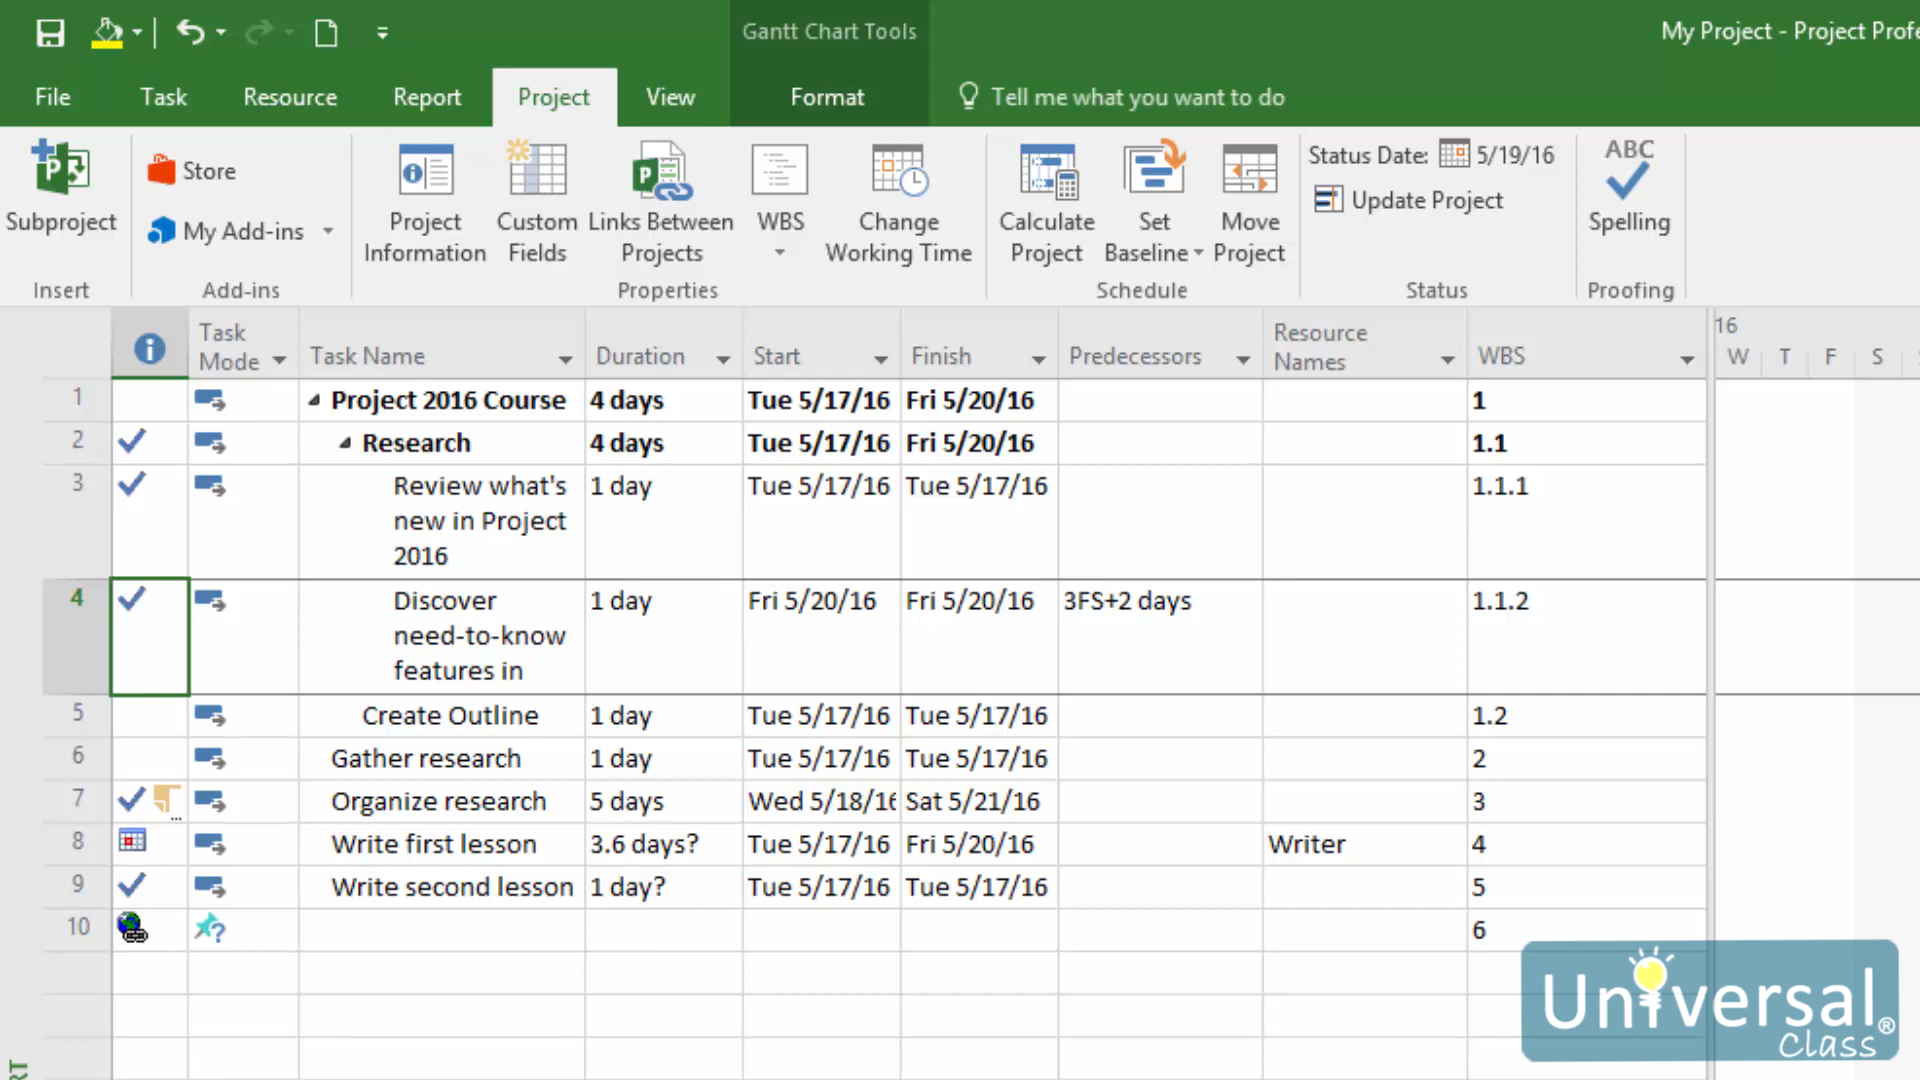 Gantt Chart Tools
My Project - Project Profe
File Task Resource Report Project View Format Tell me what you want to do
Subproject
Insert
Store
My Add-ins
Add-ins
Project Information
Custom Fields
Links Between Projects
WBS
Change Working Time
Properties
Calculate Project
Set Baseline
Move Project
Schedule
Status Date: 5/19/16
Update Project
Status
ABC
Spelling
Proofing
Task Mode Task Name Duration Start Finish Predecessors Resource Names WBS
16
W T F S
1 Project 2016 Course 4 days Tue 5/17/16 Fri 5/20/16 1
2 Research 4 days Tue 5/17/16 Fri 5/20/16 1.1
3 Review what's 1 day Tue 5/17/16 Tue 5/17/16 1.1.1
new in Project
2016
4 Discover 1 day Fri 5/20/16 Fri 5/20/16 3FS+2 days 1.1.2
need-to-know
features in
5 Create Outline 1 day Tue 5/17/16 Tue 5/17/16 1.2
6 Gather research 1 day Tue 5/17/16 Tue 5/17/16 2
7 Organize research 5 days Wed 5/18/16 Sat 5/21/16 3
8 Write first lesson 3.6 days? Tue 5/17/16 Fri 5/20/16 Writer 4
9 Write second lesson 1 day? Tue 5/17/16 Tue 5/17/16 5
10 6
Universal®
Class